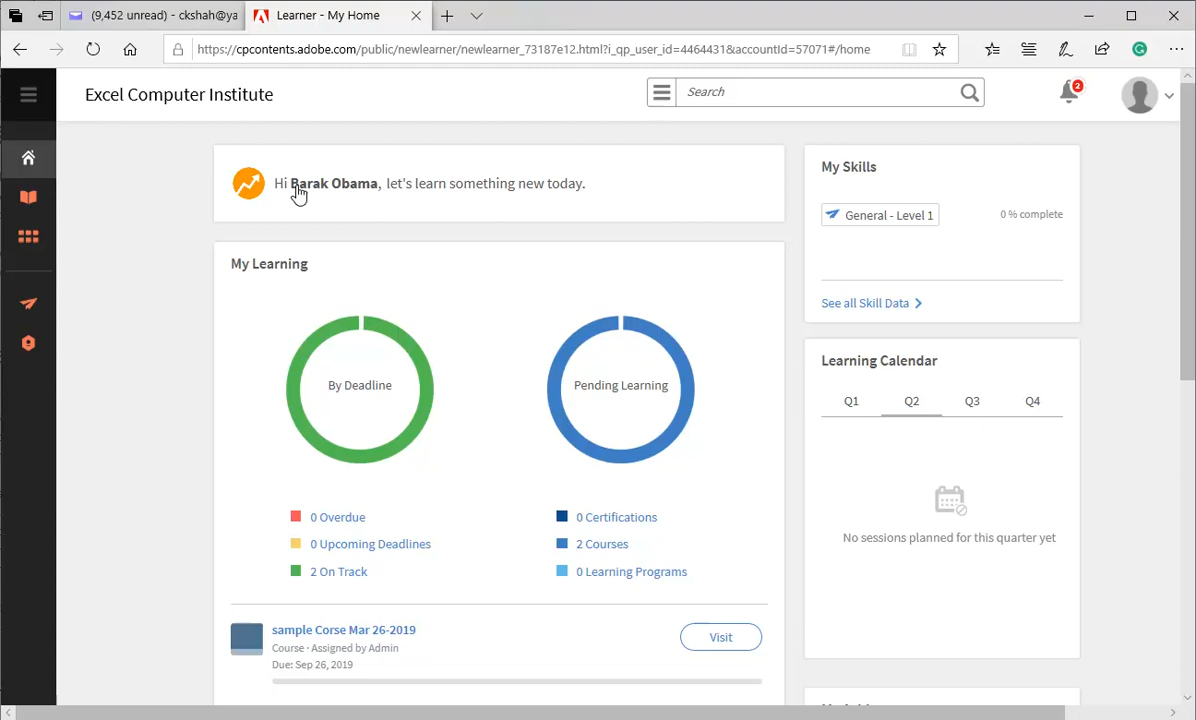 (9,452 unread) - ckshah@ya
Learner - My Home
https://cpcontents.adobe.com/public/newlearner/newlearner_73187e12.html?i_qp_user_id=4464431&accountId=57071#/home
Excel Computer Institute
Search
2
Hi Barak Obama, let's learn something new today.
My Learning
By Deadline
Pending Learning
0 Overdue
0 Upcoming Deadlines
2 On Track
0 Certifications
2 Courses
0 Learning Programs
sample Corse Mar 26-2019
Course · Assigned by Admin
Due: Sep 26, 2019
Visit
My Skills
General - Level 1
0 % complete
See all Skill Data
Learning Calendar
Q1 Q2 Q3 Q4
No sessions planned for this quarter yet